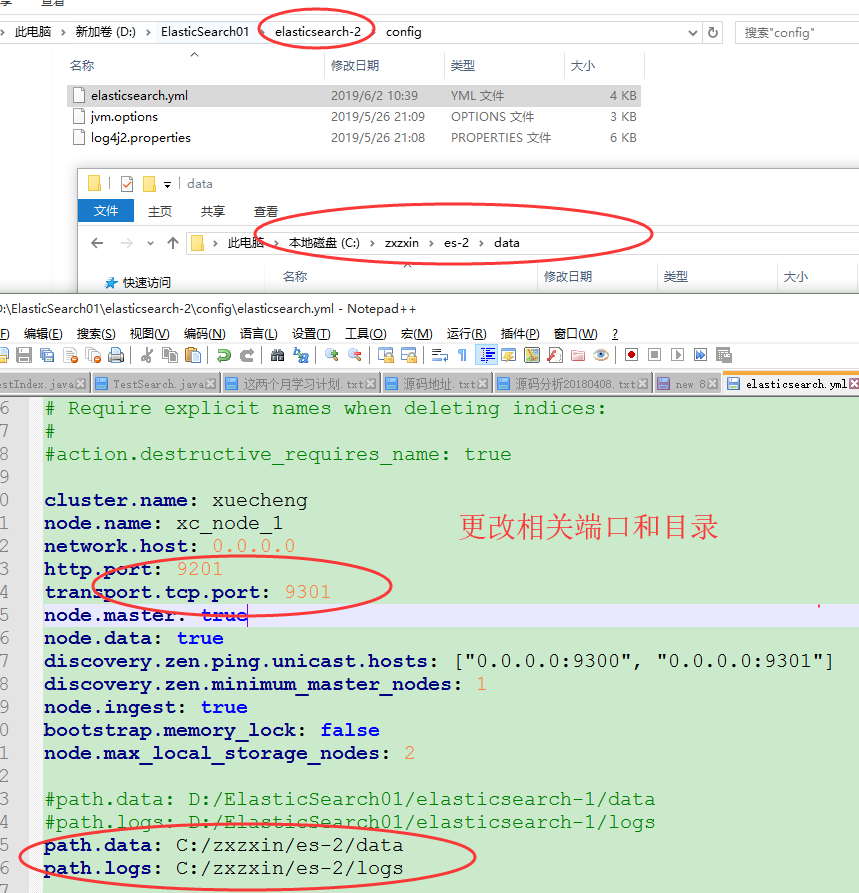 查看
此电脑 > 新加卷 (D:) > ElasticSearch01 elasticsearch-2 config
搜索"config"
名称 修改日期 类型 大小
elasticsearch.yml 2019/6/2 10:39 YML 文件 4 KB
jvm.options 2019/5/26 21:09 OPTIONS 文件 3 KB
log4j2.properties 2019/5/26 21:08 PROPERTIES 文件 6 KB
data
文件 主页 共享 查看
此电脑 > 本地磁盘 (C:) > zxzxin > es-2 > data
快速访问 名称 修改日期 类型 大小
D:\ElasticSearch01\elasticsearch-2\config\elasticsearch.yml - Notepad++
编辑(E) 搜索(S) 视图(V) 编码(N) 语言(L) 设置(T) 工具(O) 宏(M) 运行(R) 插件(P) 窗口(W) ?
estIndex.java TestSearch.java 这两个月学习计划.txt 源码地址.txt 源码分析20180408.txt new 8 elasticsearch.yml
6 # Require explicit names when deleting indices:
7 #
8 #action.destructive_requires_name: true
9
0 cluster.name: xuecheng
1 node.name: xc_node_1
更改相关端口和目录
2 network.host: 0.0.0.0
3 http.port: 9201
4 transport.tcp.port: 9301
5 node.master: true
6 node.data: true
7 discovery.zen.ping.unicast.hosts: ["0.0.0.0:9300", "0.0.0.0:9301"]
8 discovery.zen.minimum_master_nodes: 1
9 node.ingest: true
0 bootstrap.memory_lock: false
1 node.max_local_storage_nodes: 2
2
3 #path.data: D:/ElasticSearch01/elasticsearch-1/data
4 #path.logs: D:/ElasticSearch01/elasticsearch-1/logs
5 path.data: C:/zxzxin/es-2/data
6 path.logs: C:/zxzxin/es-2/logs